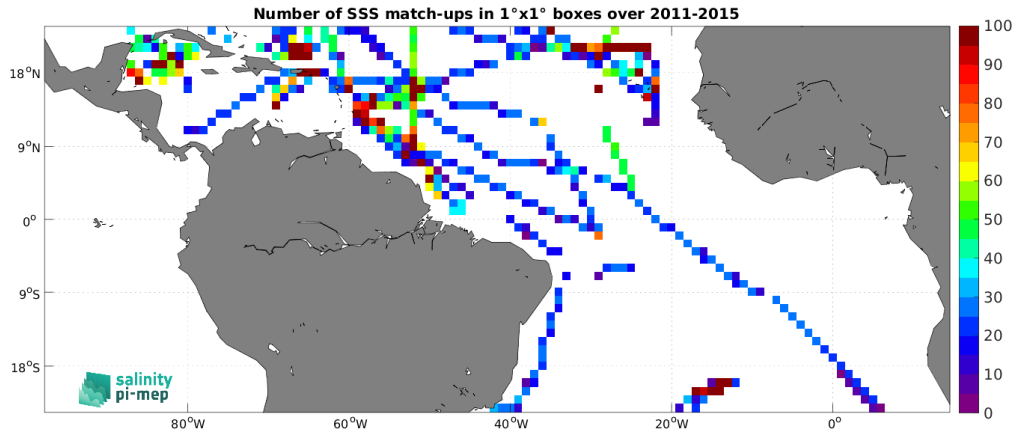 Number of SSS match-ups in 1°x1° boxes over 2011-2015
100
90
80
70
60
50
40
30
20
10
0
18°N
9°N
0°
9°S
18°S
salinity
pi-mep
80°W
60°W
40°W
20°W
0°